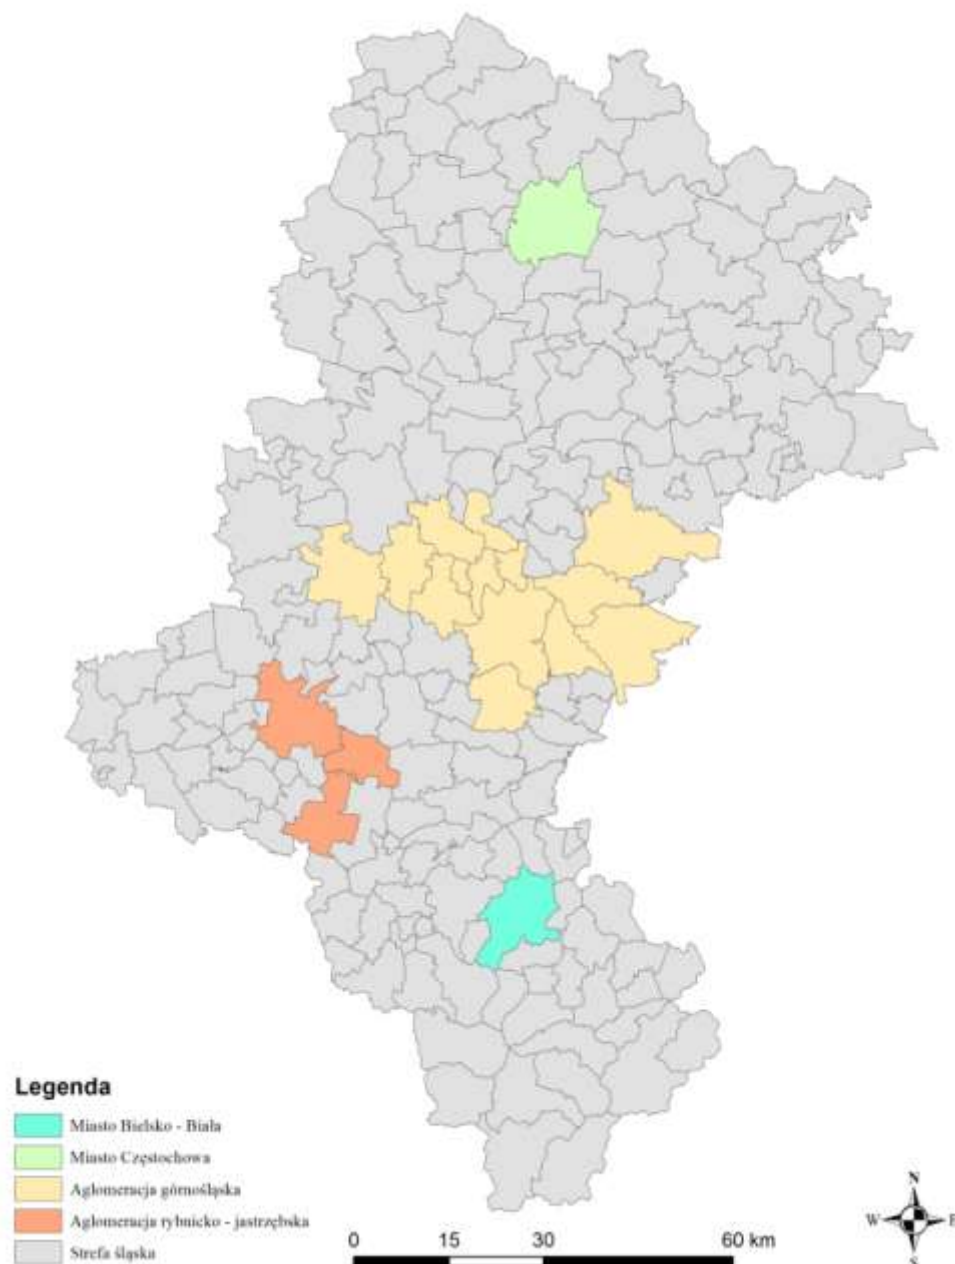 Legenda
Miasto Bielsko - Biała
Miasto Częstochowa
Aglomeracja górnośląska
Aglomeracja rybnicko - jastrzębska
Strefa śląska
0 15 30 60 km
N
W E
S